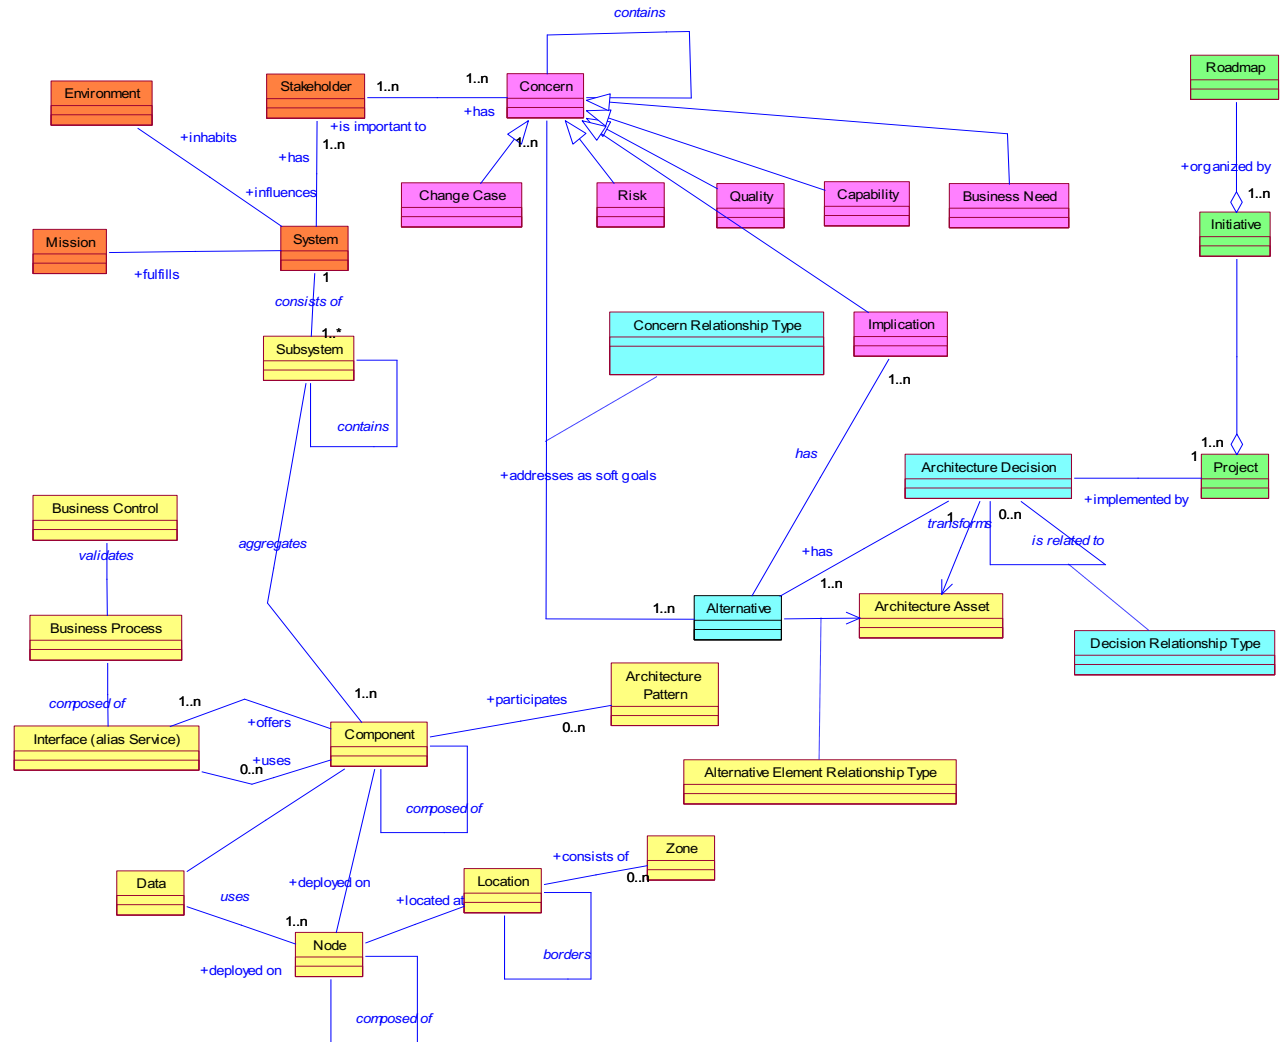 contains
Roadmap
Environment
Stakeholder
1..n
1..n
Concern
+has
+is important to
1..n
1..n
+inhabits
+has
+influences
+organized by
1..n
Change Case
Risk
Quality
Capability
Business Need
Initiative
Mission
System
+fulfills
1
consists of
1..*
Subsystem
contains
Concern Relationship Type
Implication
1..n
has
+addresses as soft goals
Architecture Decision
1..n
1
Project
+implemented by
1
transforms
0..n
is related to
+has
1..n
Business Control
validates
aggregates
Business Process
composed of
1..n
Alternative
Architecture Asset
Decision Relationship Type
Architecture
Pattern
+participates
0..n
1..n
1..n
+offers
Interface (alias Service)
Component
+uses
0..n
composed of
Alternative Element Relationship Type
Data
uses
+deployed on
1..n
Location
+located at
+consists of
Zone
0..n
borders
Node
+deployed on
composed of